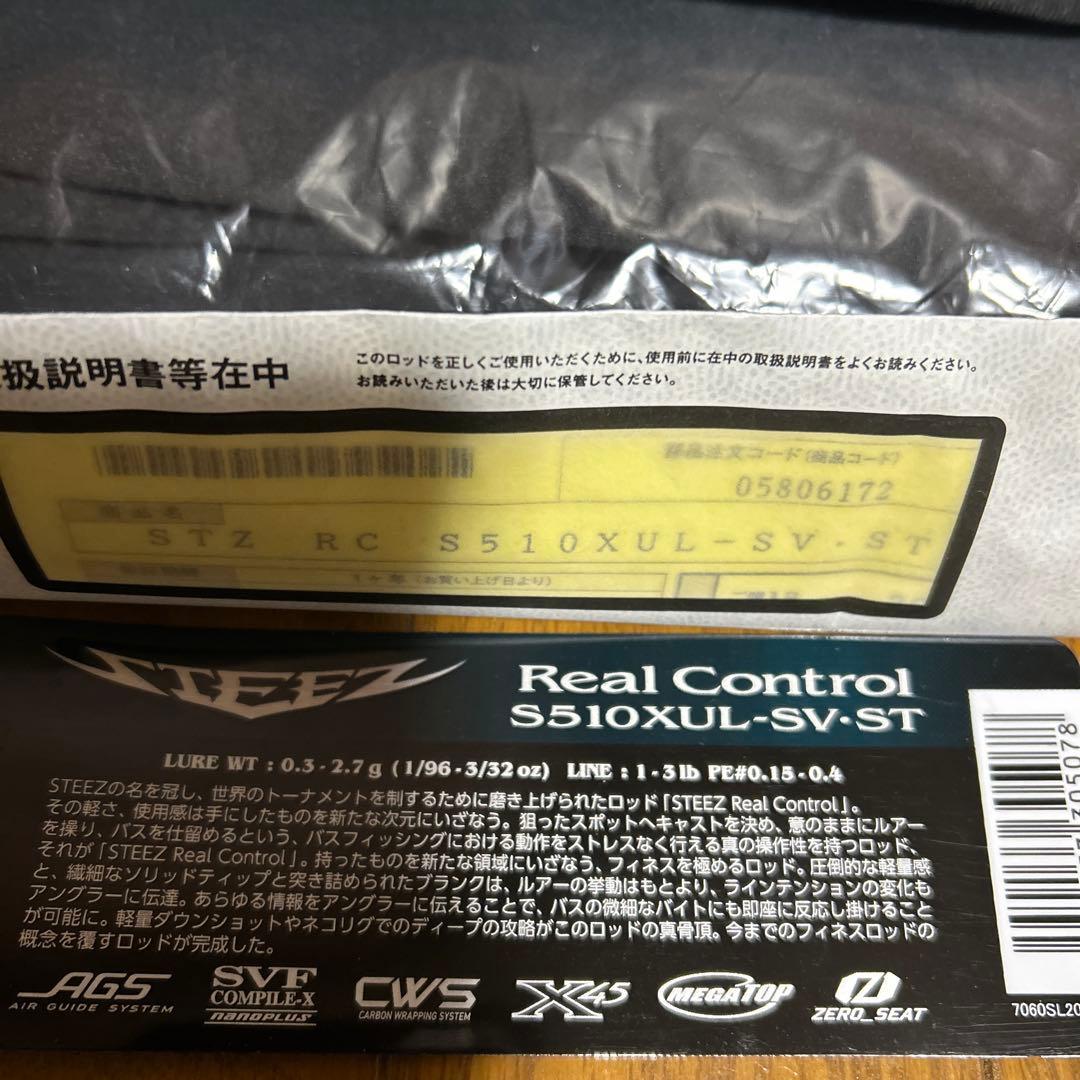 扱説明書等在中
このロッドを正しくご使用いただくために、使用前に在中の取扱説明書をよくお読みください。
お読みいただいた後は大切に保管してください。
部品注文コード(商品コード)
05806172
商品名
STZ RC S510XUL-SV・ST
1ヶ年(お買い上げ日より)
STEEZ
Real Control
S510XUL-SV・ST
LURE WT : 0.3-2.7g (1/96-3/32oz) LINE : 1-3lb PE#0.15-0.4
STEEZの名を冠し、世界のトーナメントを制するために磨き上げられたロッド「STEEZ Real Control」。
その軽さ、使用感は手にしたものを新たな次元にいざなう。狙ったスポットへキャストを決め、意のままにルアー
を操り、バスを仕留めるという、バスフィッシングにおける動作をストレスなく行える真の操作性を持つロッド、
それが「STEEZ Real Control」。持ったものを新たな領域にいざなう、フィネスを極めるロッド。圧倒的な軽量感
と、繊細なソリッドティップと突き詰められたブランクは、ルアーの挙動はもとより、ラインテンションの変化も
アングラーに伝達。あらゆる情報をアングラーに伝えることで、バスの微細なバイトにも即座に反応し掛けること
が可能に。軽量ダウンショットやネコリグでのディープの攻略がこのロッドの真骨頂。今までのフィネスロッドの
概念を覆すロッドが完成した。
AGS
AIR GUIDE SYSTEM
SVF
COMPILE-X
nanoplus
CWS
CARBON WRAPPING SYSTEM
X45
MEGATOP
ZERO_SEAT
7060SL20